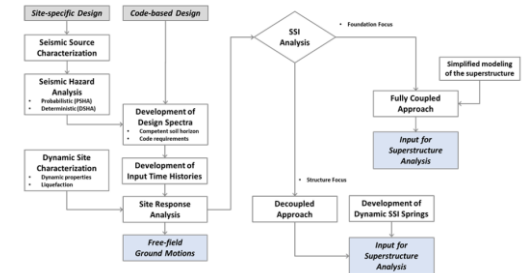 Site-specific Design
Code-based Design
Seismic Source
Characterization
Seismic Hazard
Analysis
• Probabilistic (PSHA)
• Deterministic (DSHA)
Development of
Design Spectra
• Competent soil horizon
• Code requirements
Dynamic Site
Characterization
• Dynamic properties
• Liquefaction
Development of
Input Time Histories
Site Response
Analysis
Free-field
Ground Motions
SSI
Analysis
• Foundation Focus
Simplified modeling
of the superstructure
Fully Coupled
Approach
Input for
Superstructure
Analysis
• Structure Focus
Decoupled
Approach
Development of
Dynamic SSI Springs
Input for
Superstructure
Analysis